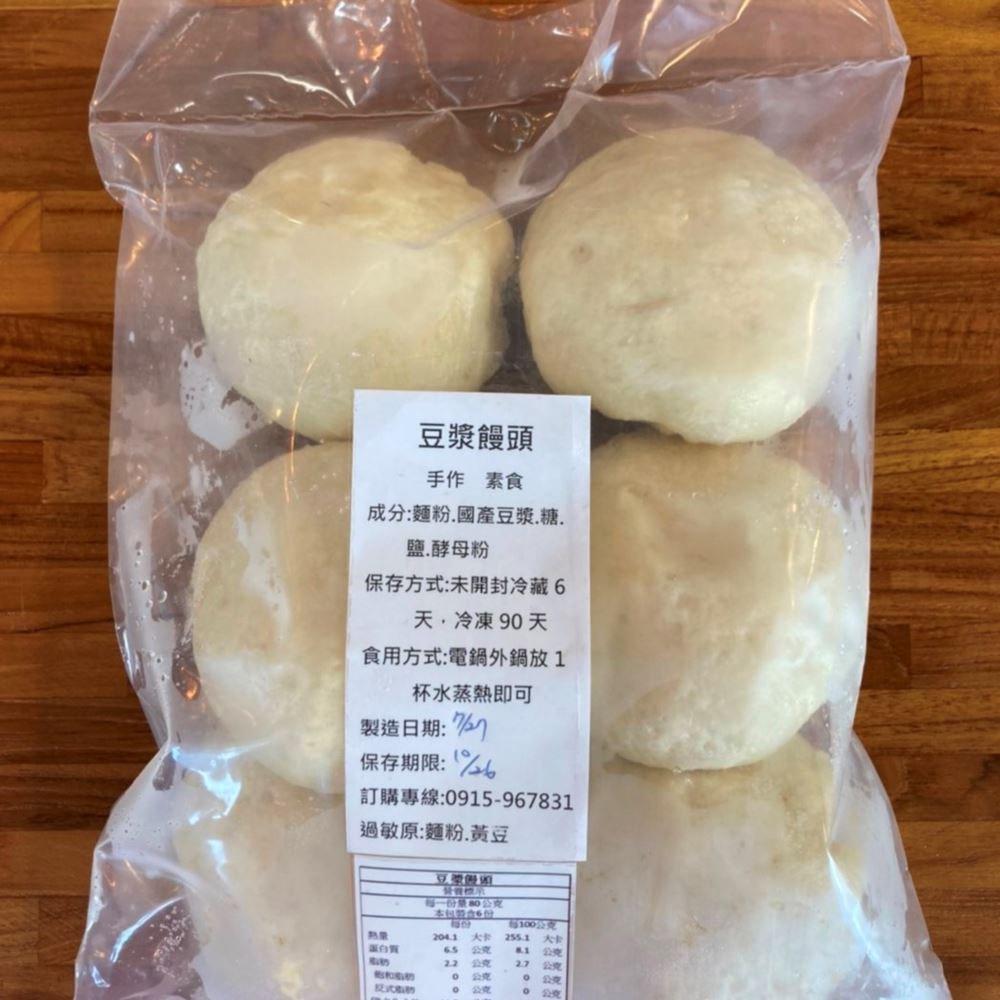 豆漿饅頭
手作 素食
成分:麵粉.國產豆漿.糖.
鹽.酵母粉
保存方式:未開封冷藏6
天，冷凍90天
食用方式:電鍋外鍋放1
杯水蒸熱即可
製造日期: 7/27
保存期限: 10/26
訂購專線:0915-967831
過敏原:麵粉.黃豆
豆漿饅頭
營養標示
每一份量80公克
本包裝含6份
每份 每100公克
熱量 204.1 大卡 255.1 大卡
蛋白質 6.5 公克 8.1 公克
脂肪 2.2 公克 2.7 公克
飽和脂肪 0 公克 0 公克
反式脂肪 0 公克 0 公克